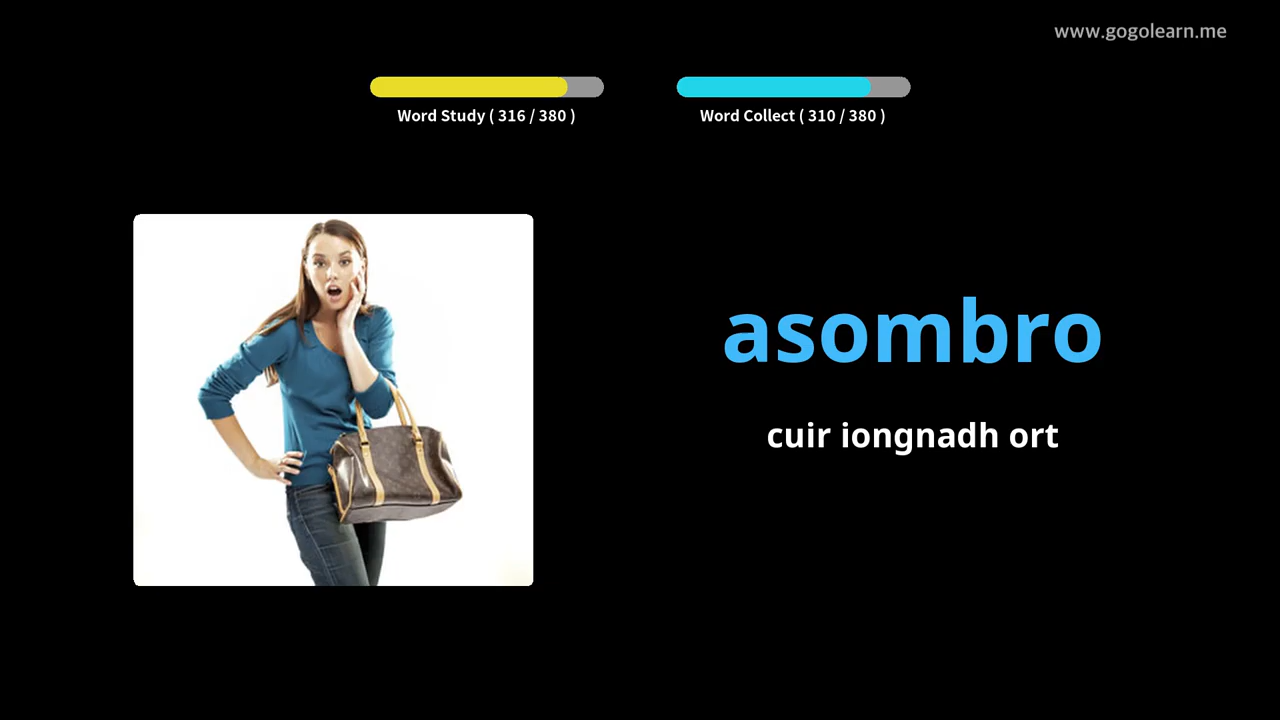 www.gogolearn.me
Word Study ( 316 / 380 )
Word Collect ( 310 / 380 )
asombro
cuir iongnadh ort